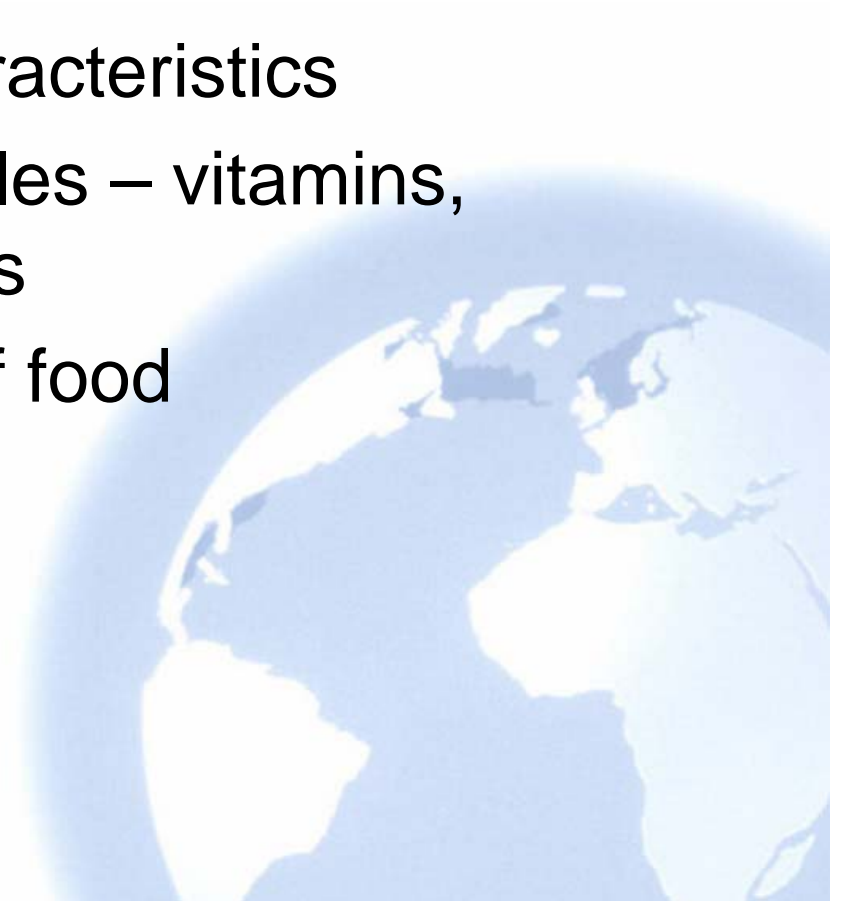 racteristics
les – vitamins,
s
f food